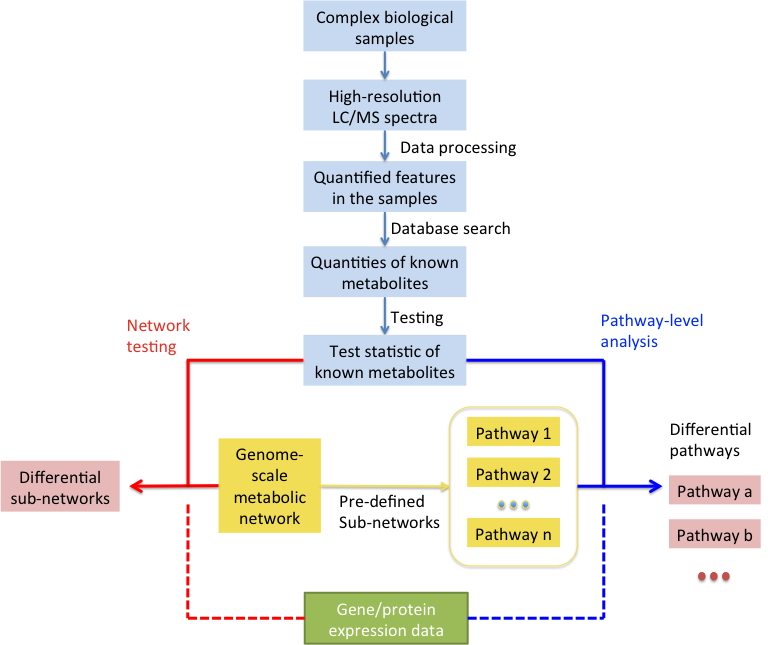 Complex biological
samples
High-resolution
LC/MS spectra
Data processing
Quantified features
in the samples
Database search
Quantities of known
metabolites
Testing
Network
testing
Test statistic of
known metabolites
Pathway-level
analysis
Differential
sub-networks
Genome-
scale
metabolic
network
Pre-defined
Sub-networks
Pathway 1
Pathway 2
Pathway n
Differential
pathways
Pathway a
Pathway b
Gene/protein
expression data